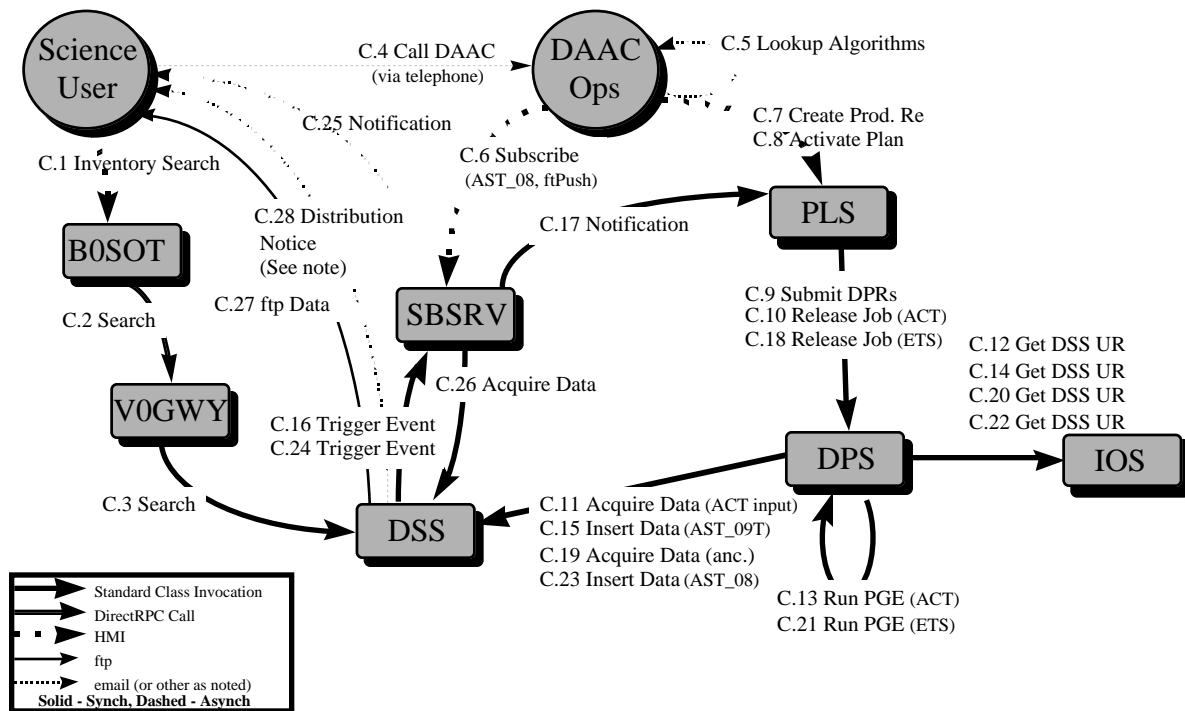 Science
User
C.4 Call DAAC
(via telephone)
DAAC
Ops
C.5 Lookup Algorithms
C.25 Notification
C.7 Create Prod. Re
C.8 Activate Plan
C.1 Inventory Search
C.6 Subscribe
(AST_08, ftPush)
PLS
B0SOT
C.28 Distribution
Notice
(See note)
C.17 Notification
C.27 ftp Data
SBSRV
C.2 Search
C.9 Submit DPRs
C.10 Release Job (ACT)
C.18 Release Job (ETS)
C.12 Get DSS UR
C.14 Get DSS UR
C.20 Get DSS UR
C.22 Get DSS UR
C.26 Acquire Data
V0GWY
C.16 Trigger Event
C.24 Trigger Event
DPS
IOS
C.3 Search
DSS
C.11 Acquire Data (ACT input)
C.15 Insert Data (AST_09T)
C.19 Acquire Data (anc.)
C.23 Insert Data (AST_08)
C.13 Run PGE (ACT)
C.21 Run PGE (ETS)
Standard Class Invocation
DirectRPC Call
HMI
ftp
email (or other as noted)
Solid - Synch, Dashed - Asynch